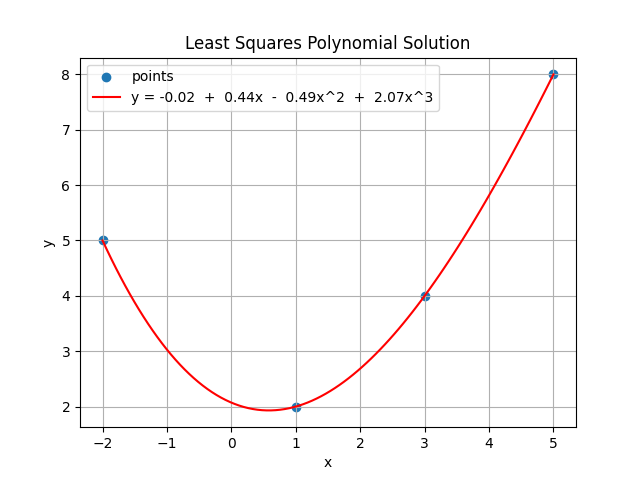 Least Squares Polynomial Solution
points
y = -0.02  +  0.44x  -  0.49x^2  +  2.07x^3
8
7
6
5
4
3
2
y
−2 −1 0 1 2 3 4 5
x